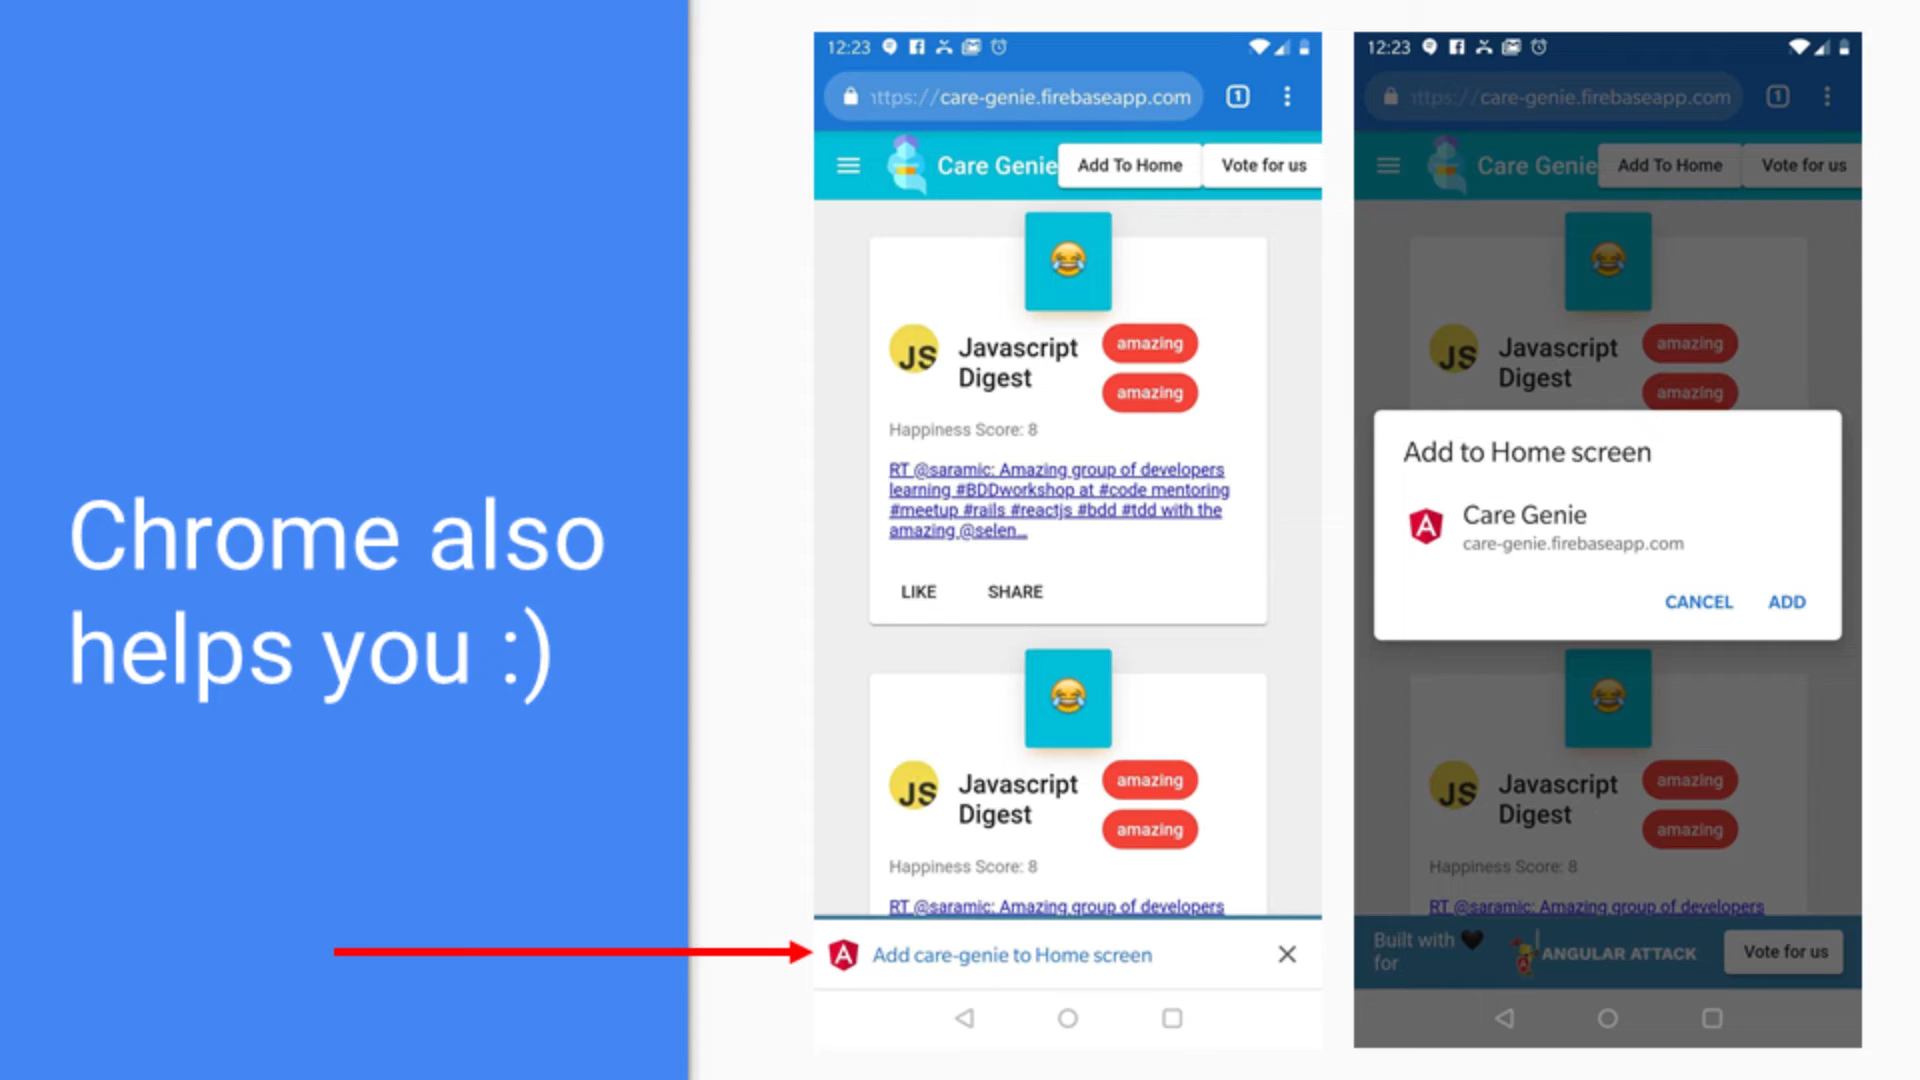 Chrome also
helps you :)
12:23
https://care-genie.firebaseapp.com
1
Care Genie
Add To Home
Vote for us
JS
Javascript
Digest
amazing
amazing
Happiness Score: 8
RT @saramic: Amazing group of developers
learning #BDDworkshop at #code mentoring
#meetup #rails #reactjs #bdd #tdd with the
amazing @selen...
LIKE
SHARE
JS
Javascript
Digest
amazing
amazing
Happiness Score: 8
RT @saramic: Amazing group of developers
Add care-genie to Home screen
12:23
https://care-genie.firebaseapp.com
1
Care Genie
Add To Home
Vote for us
JS
Javascript
Digest
amazing
amazing
Add to Home screen
Care Genie
care-genie.firebaseapp.com
CANCEL
ADD
JS
Javascript
Digest
amazing
amazing
Happiness Score: 8
RT @saramic: Amazing group of developers
Built with 🖤
for
ANGULAR ATTACK
Vote for us